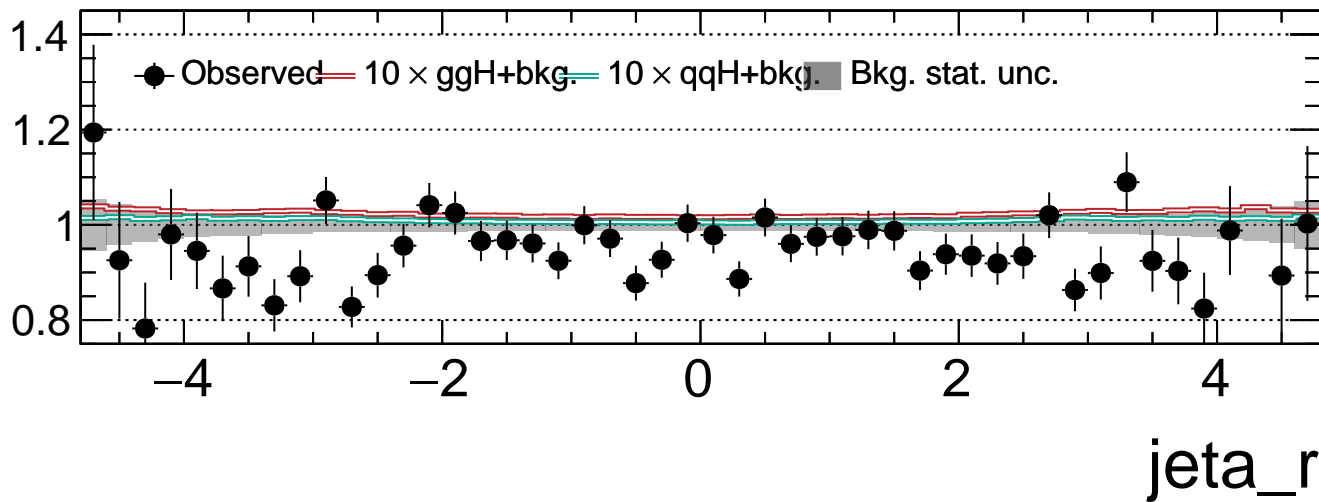 1.4
Observed 10 × ggH+bkg. 10 × qqH+bkg. Bkg. stat. unc.
1.2
1
0.8
−4 −2 0 2 4
jeta_r